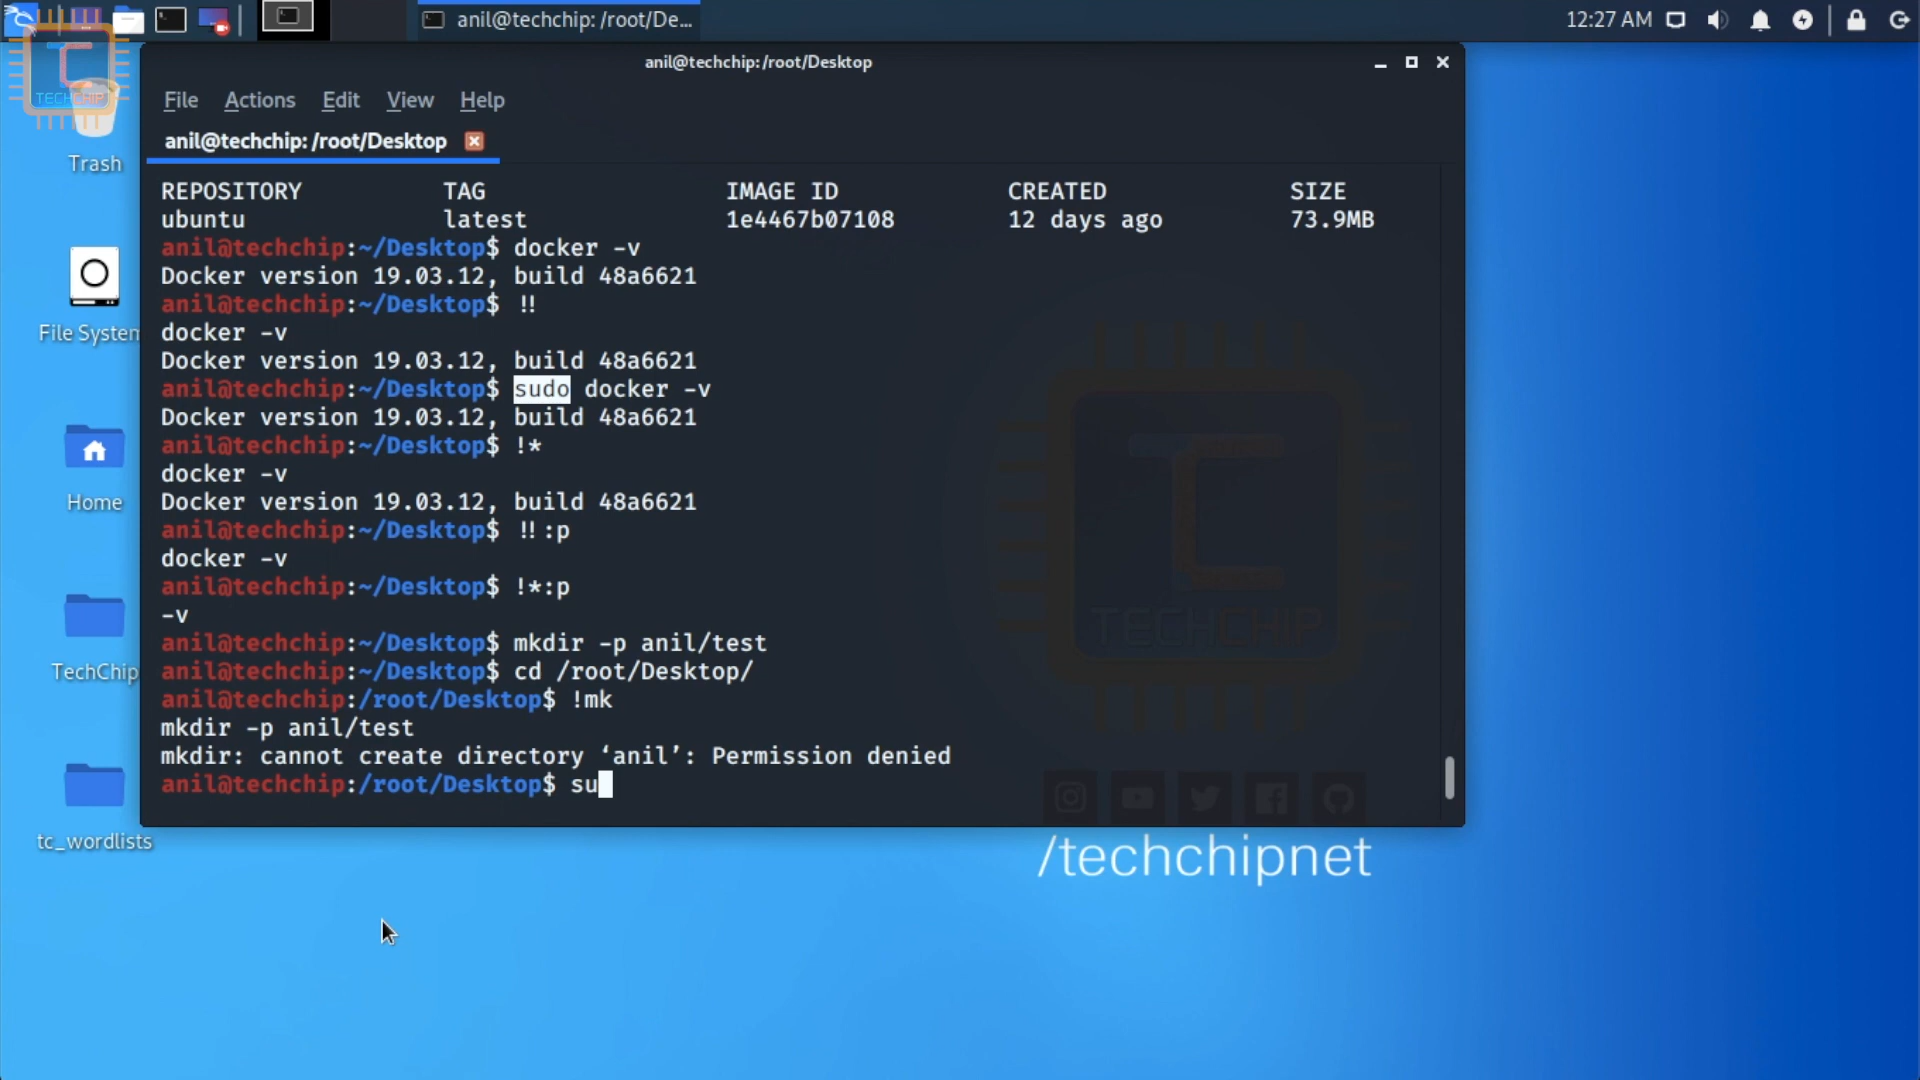 anil@techchip: /root/De...
12:27 AM
anil@techchip:/root/Desktop
File Actions Edit View Help
anil@techchip: /root/Desktop
TECHCHIP
Trash
File System
Home
TechChip
tc_wordlists
REPOSITORY TAG IMAGE ID CREATED SIZE
ubuntu latest 1e4467b07108 12 days ago 73.9MB
anil@techchip:~/Desktop$ docker -v
Docker version 19.03.12, build 48a6621
anil@techchip:~/Desktop$ !!
docker -v
Docker version 19.03.12, build 48a6621
anil@techchip:~/Desktop$ sudo docker -v
Docker version 19.03.12, build 48a6621
anil@techchip:~/Desktop$ !*
docker -v
Docker version 19.03.12, build 48a6621
anil@techchip:~/Desktop$ !!:p
docker -v
anil@techchip:~/Desktop$ !*:p
-v
anil@techchip:~/Desktop$ mkdir -p anil/test
anil@techchip:~/Desktop$ cd /root/Desktop/
anil@techchip:/root/Desktop$ !mk
mkdir -p anil/test
mkdir: cannot create directory ‘anil’: Permission denied
anil@techchip:/root/Desktop$ su
TECHCHIP
/techchipnet